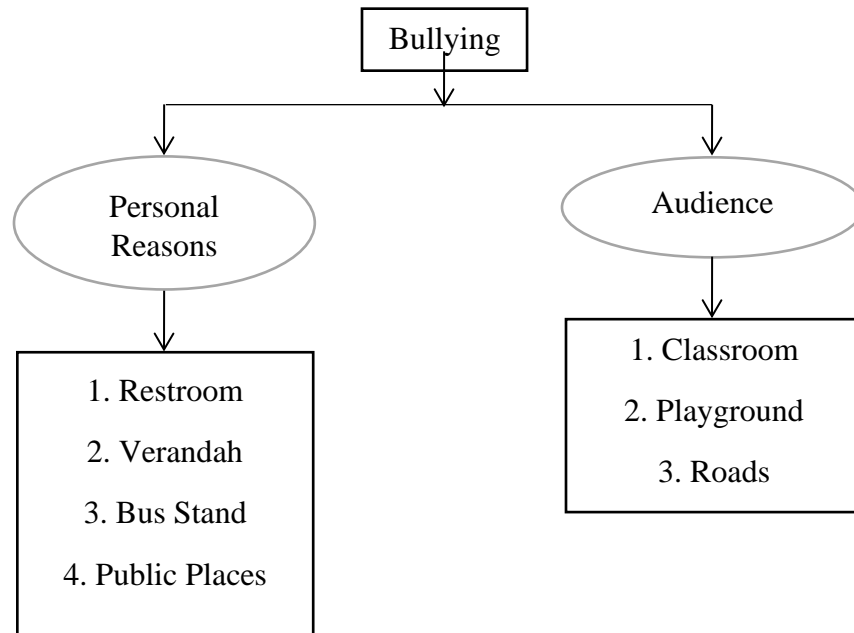 Bullying
Personal
Reasons
Audience
1. Restroom
2. Verandah
3. Bus Stand
4. Public Places
1. Classroom
2. Playground
3. Roads